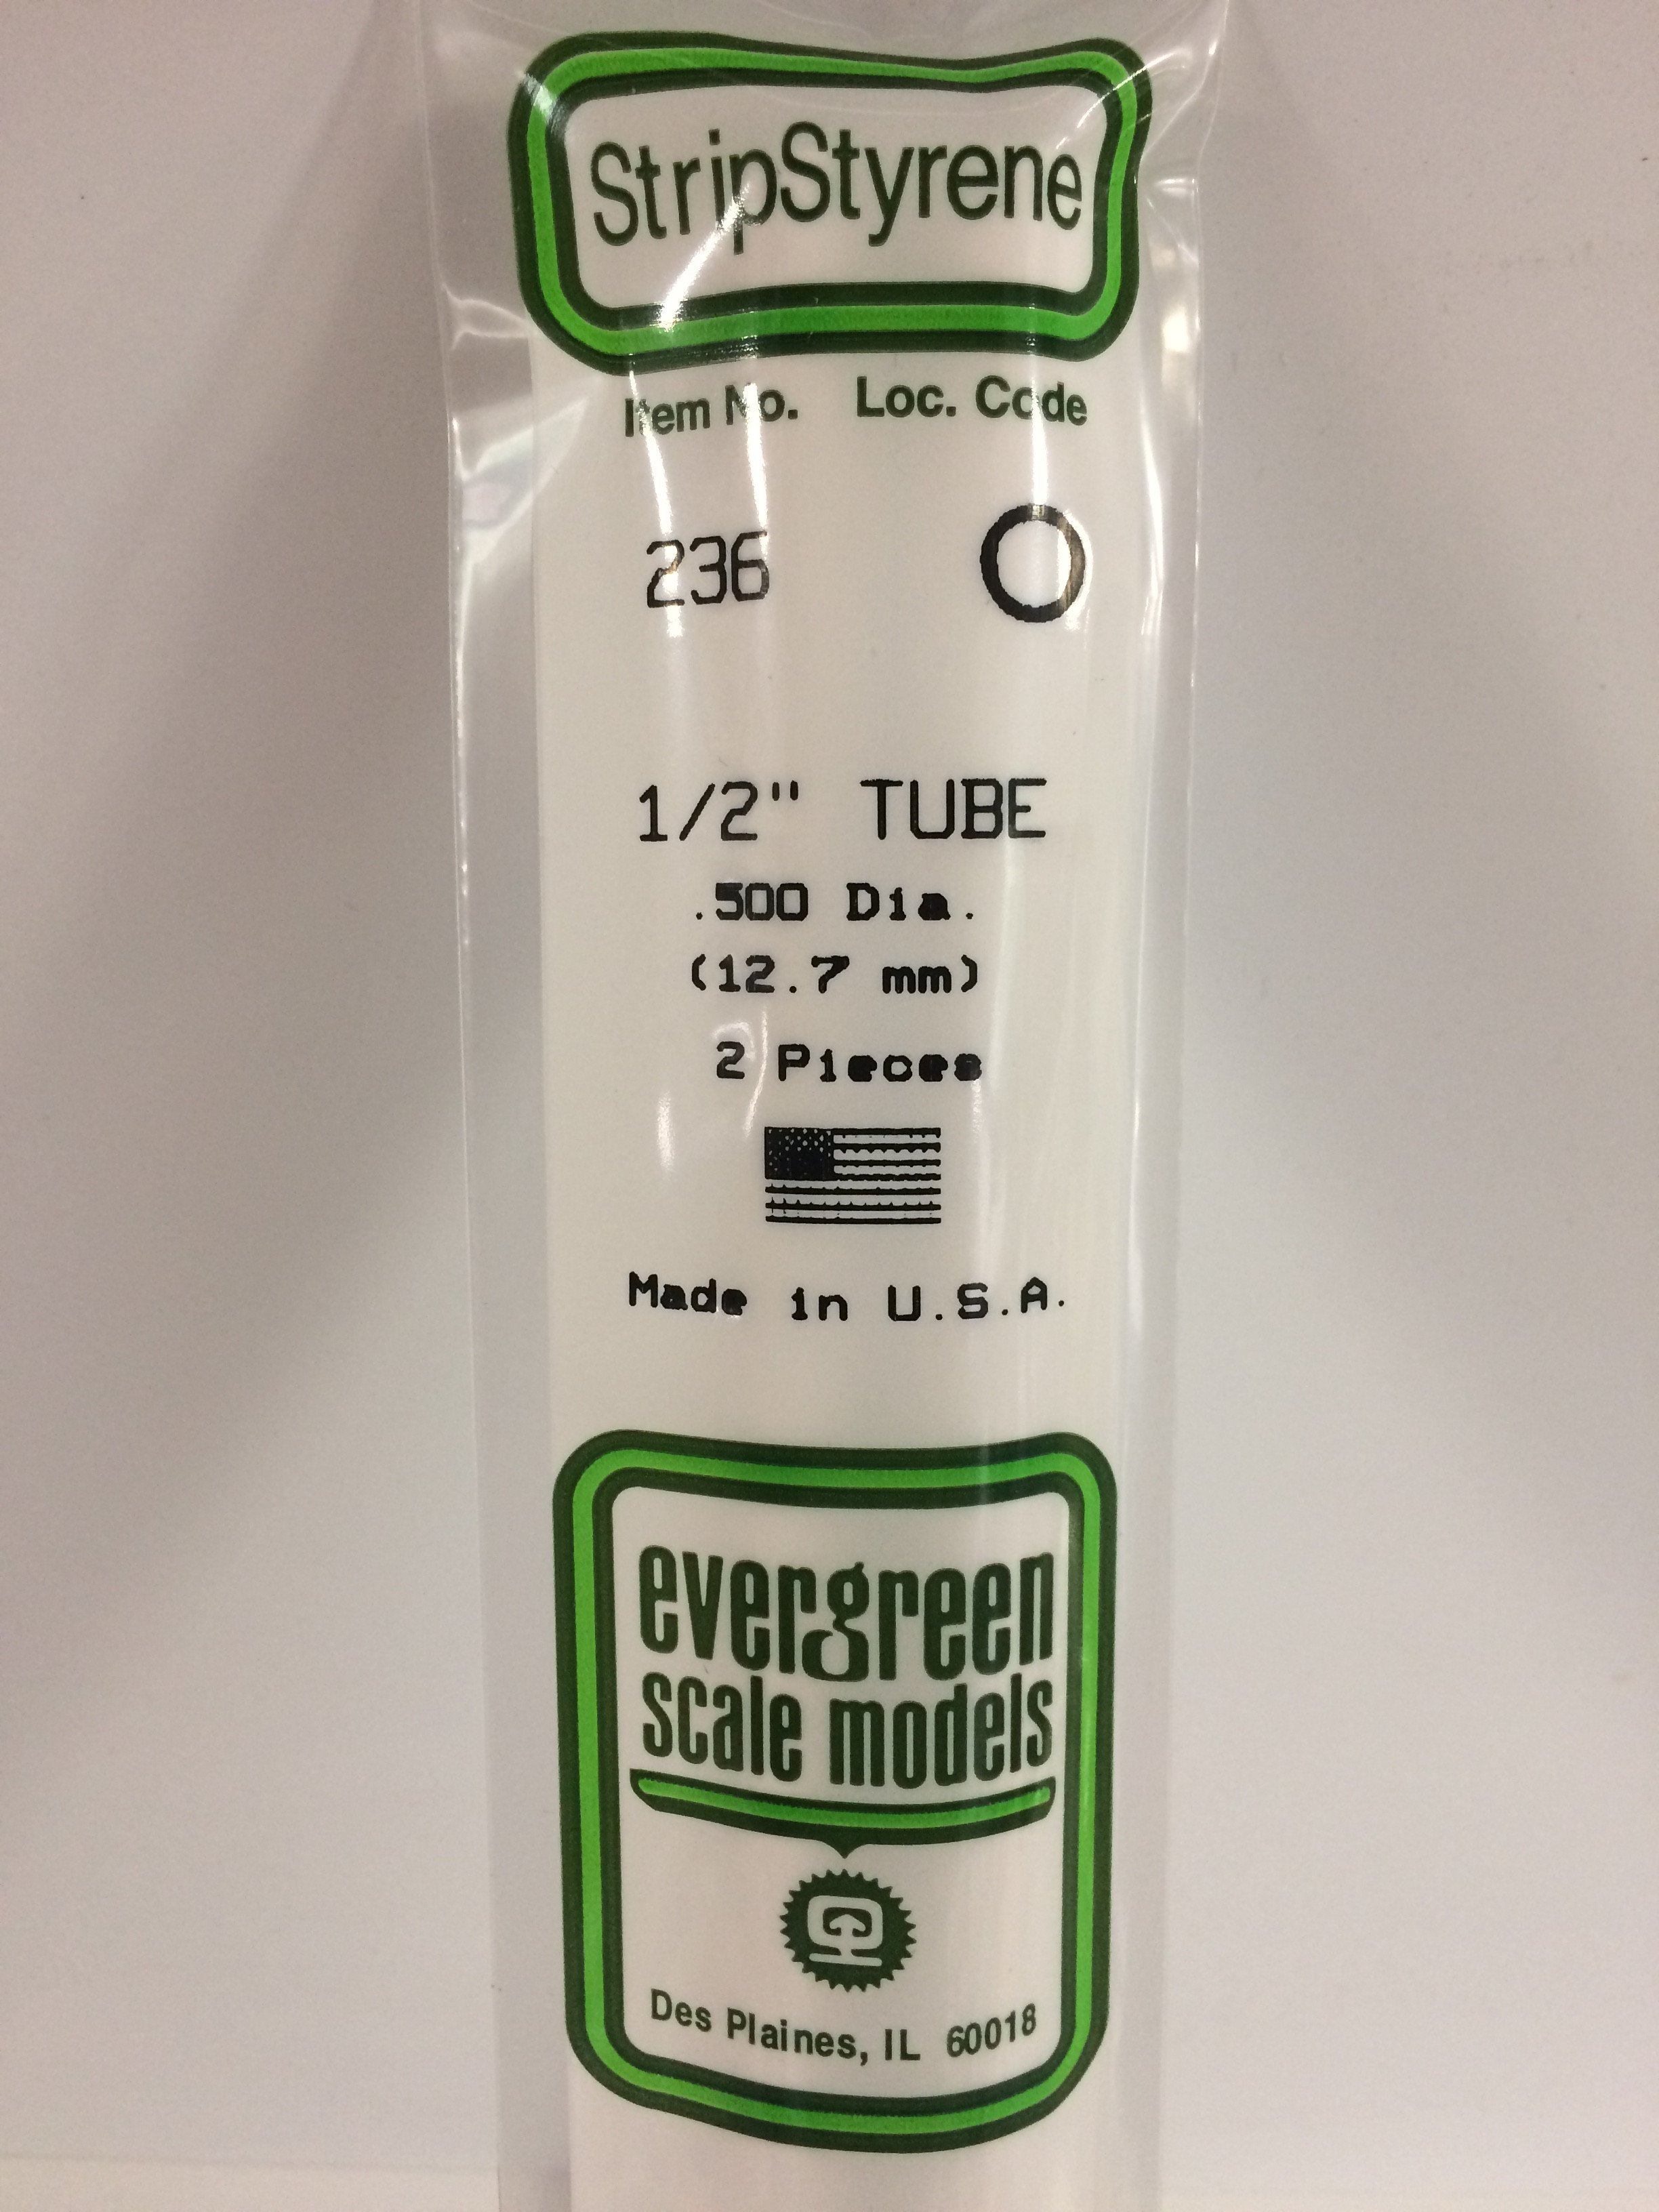 StripStyrene
Item No. Loc. Code
236
1/2" TUBE
.500 Dia.
(12.7 mm)
2 Pieces
Made in U.S.A.
evergreen
scale models
Des Plaines, IL 60018